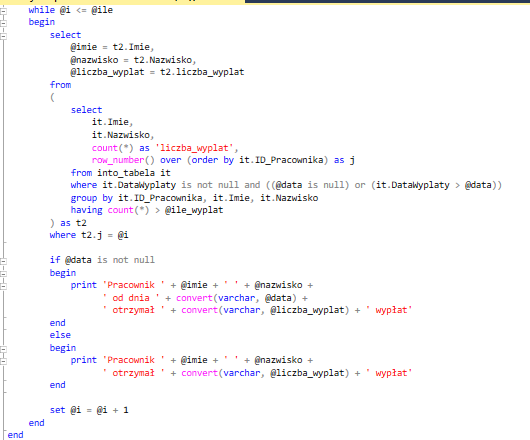 while @i <= @ile
begin
select
@imie = t2.Imie,
@nazwisko = t2.Nazwisko,
@liczba_wyplat = t2.liczba_wyplat
from
(
select
it.Imie,
it.Nazwisko,
count(*) as 'liczba_wyplat',
row_number() over (order by it.ID_Pracownika) as j
from into_tabela it
where it.DataWyplaty is not null and ((@data is null) or (it.DataWyplaty > @data))
group by it.ID_Pracownika, it.Imie, it.Nazwisko
having count(*) > @ile_wyplat
) as t2
where t2.j = @i
if @data is not null
begin
print 'Pracownik ' + @imie + ' ' + @nazwisko +
' od dnia ' + convert(varchar, @data) +
' otrzymał ' + convert(varchar, @liczba_wyplat) + ' wypłat'
end
else
begin
print 'Pracownik ' + @imie + ' ' + @nazwisko +
' otrzymał ' + convert(varchar, @liczba_wyplat) + ' wypłat'
end
set @i = @i + 1
end
end